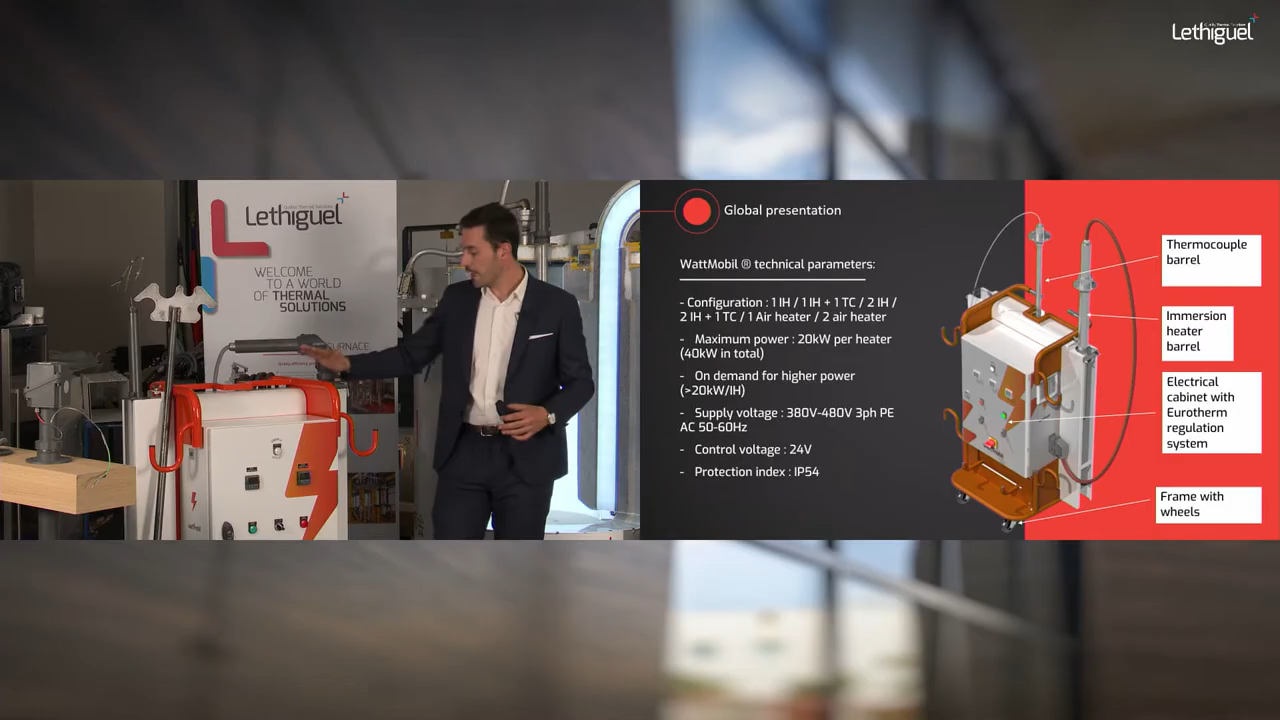 Lethiguel
Lethiguel
WELCOME
TO A WORLD
OF THERMAL
SOLUTIONS
Global presentation
WattMobil ® technical parameters:
- Configuration : 1 IH / 1 IH + 1 TC / 2 IH /
2 IH + 1 TC / 1 Air heater / 2 air heater
- Maximum power : 20kW per heater
(40kW in total)
- On demand for higher power
(>20kW/IH)
- Supply voltage : 380V-480V 3ph PE
AC 50-60Hz
- Control voltage : 24V
- Protection index : IP54
Thermocouple
barrel
Immersion
heater
barrel
Electrical
cabinet with
Eurotherm
regulation
system
Frame with
wheels